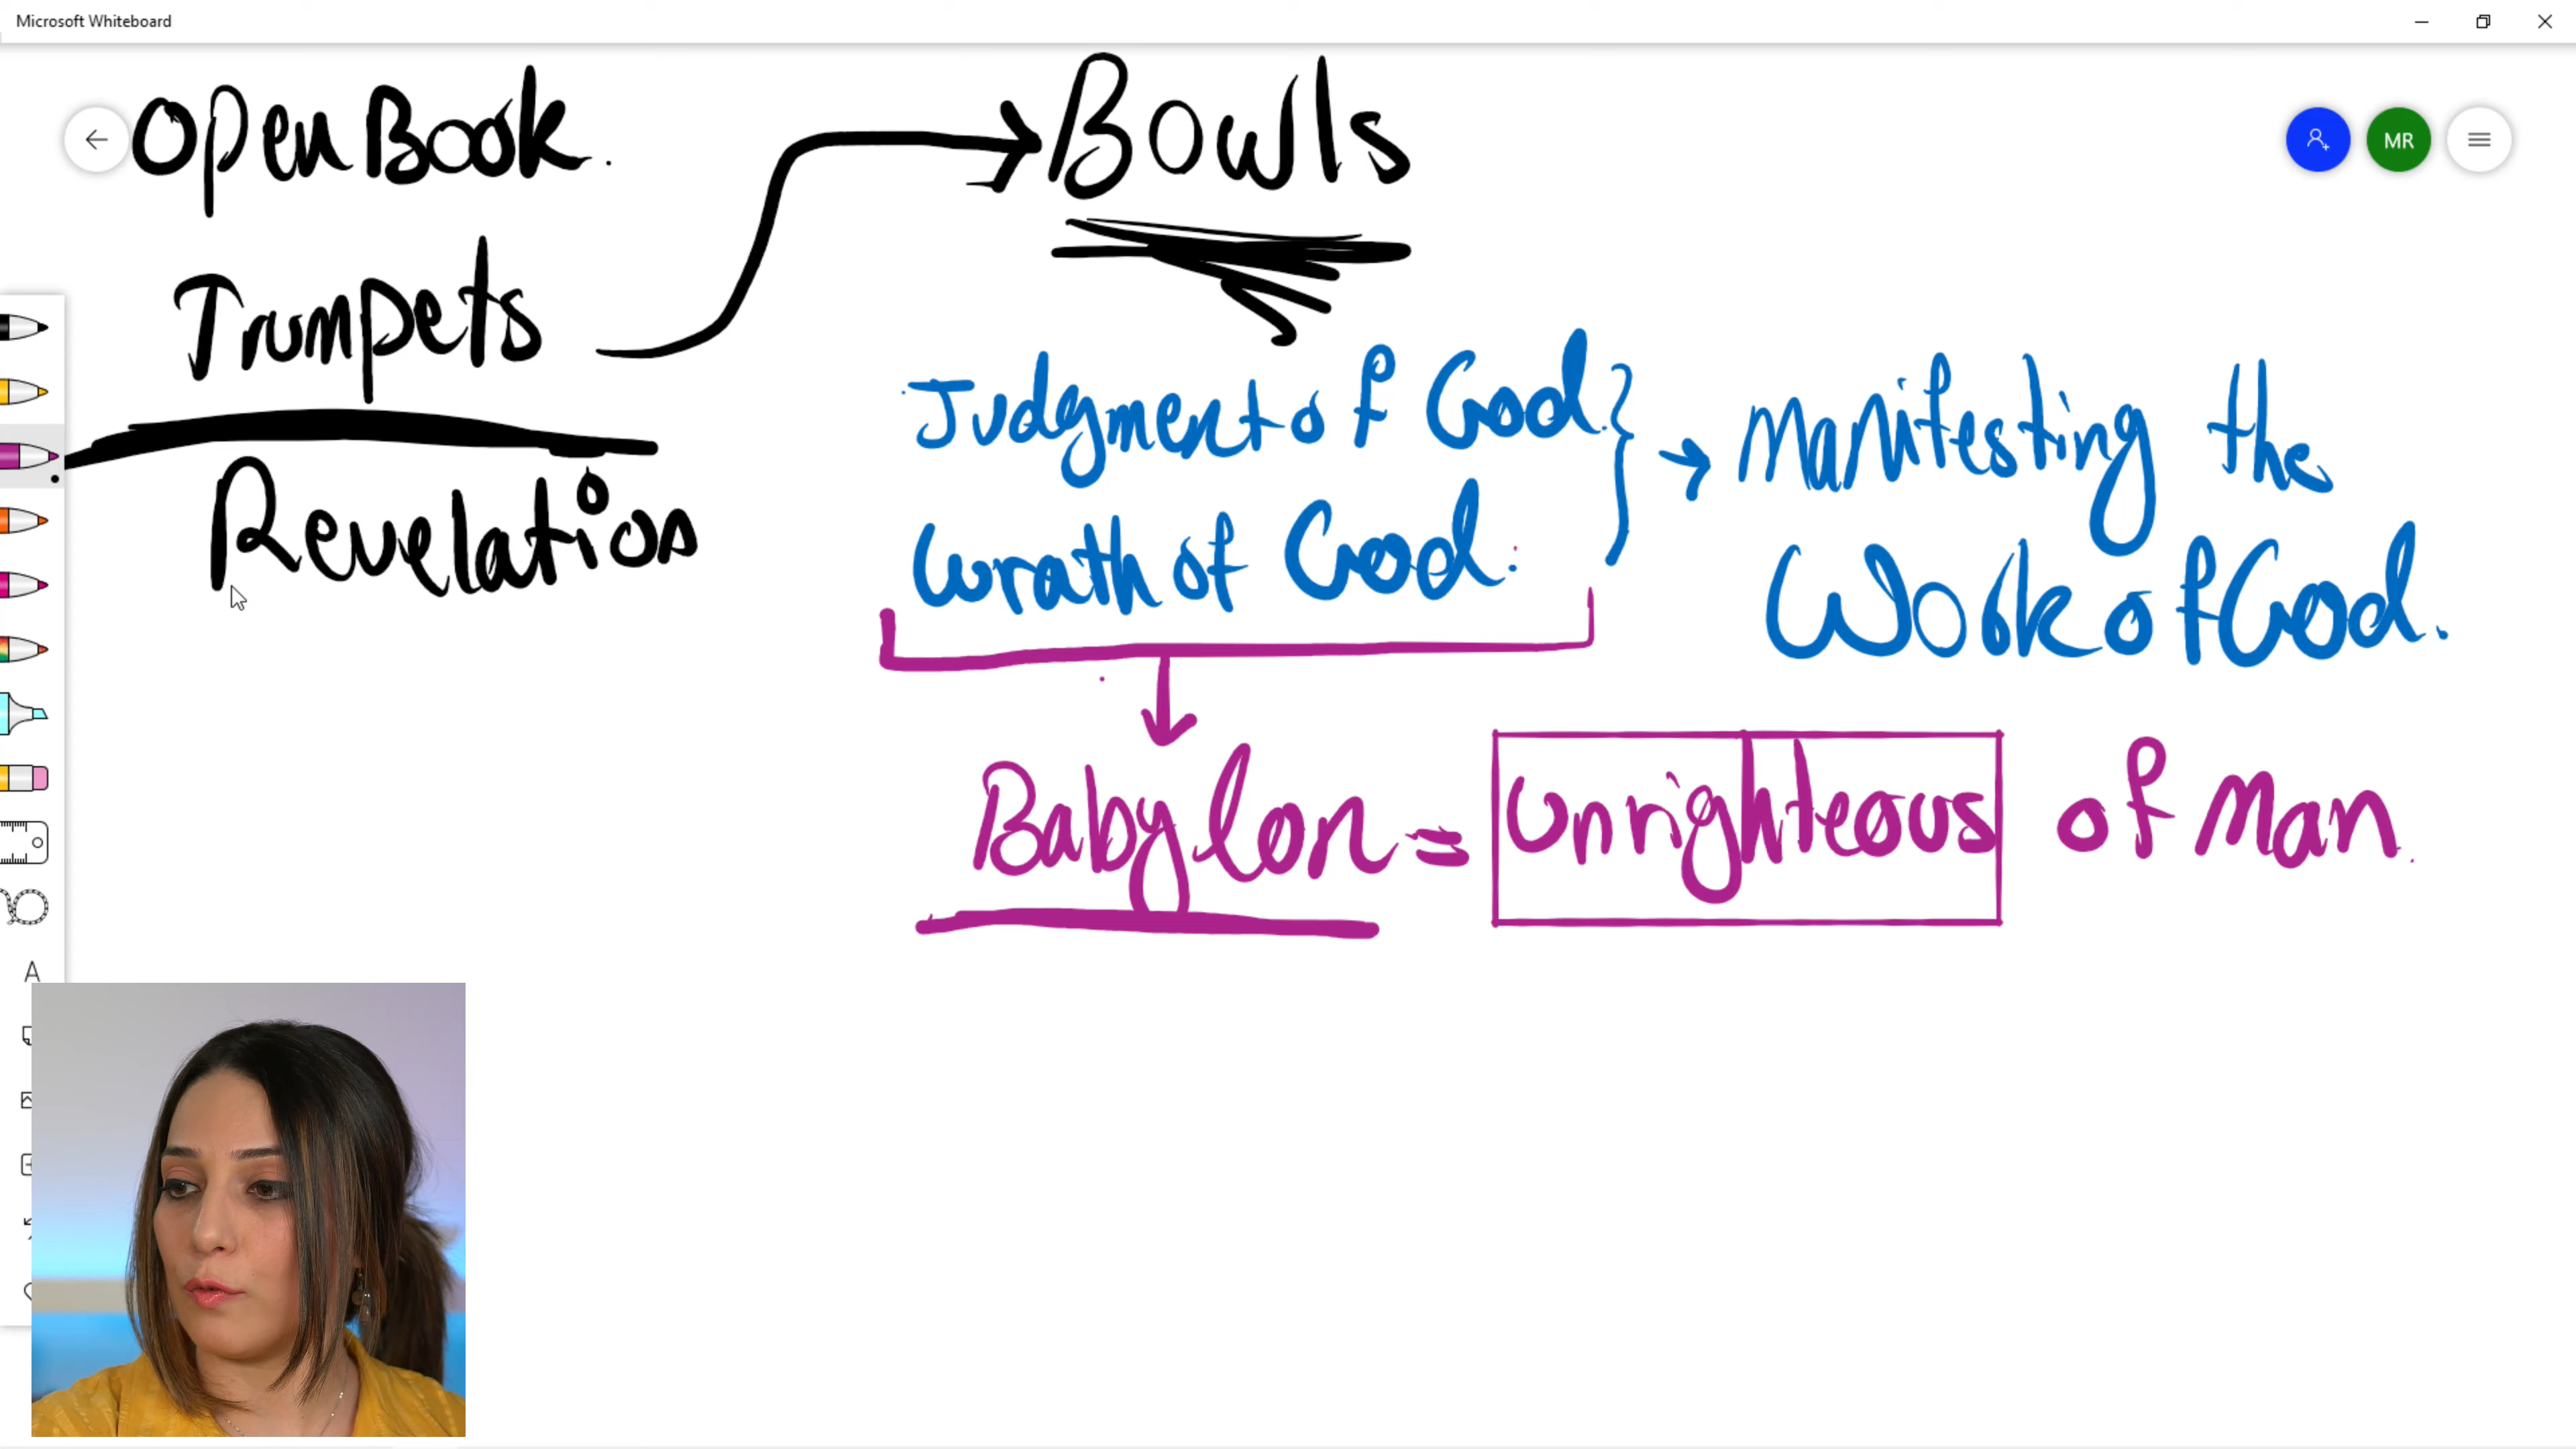 Microsoft Whiteboard
Open Book.
Bowls
MR
Trumpets
Revelation
Judgment of God.
Wrath of God.
Manifesting the
Work of God.
Babylon = Unrighteous of Man.
A